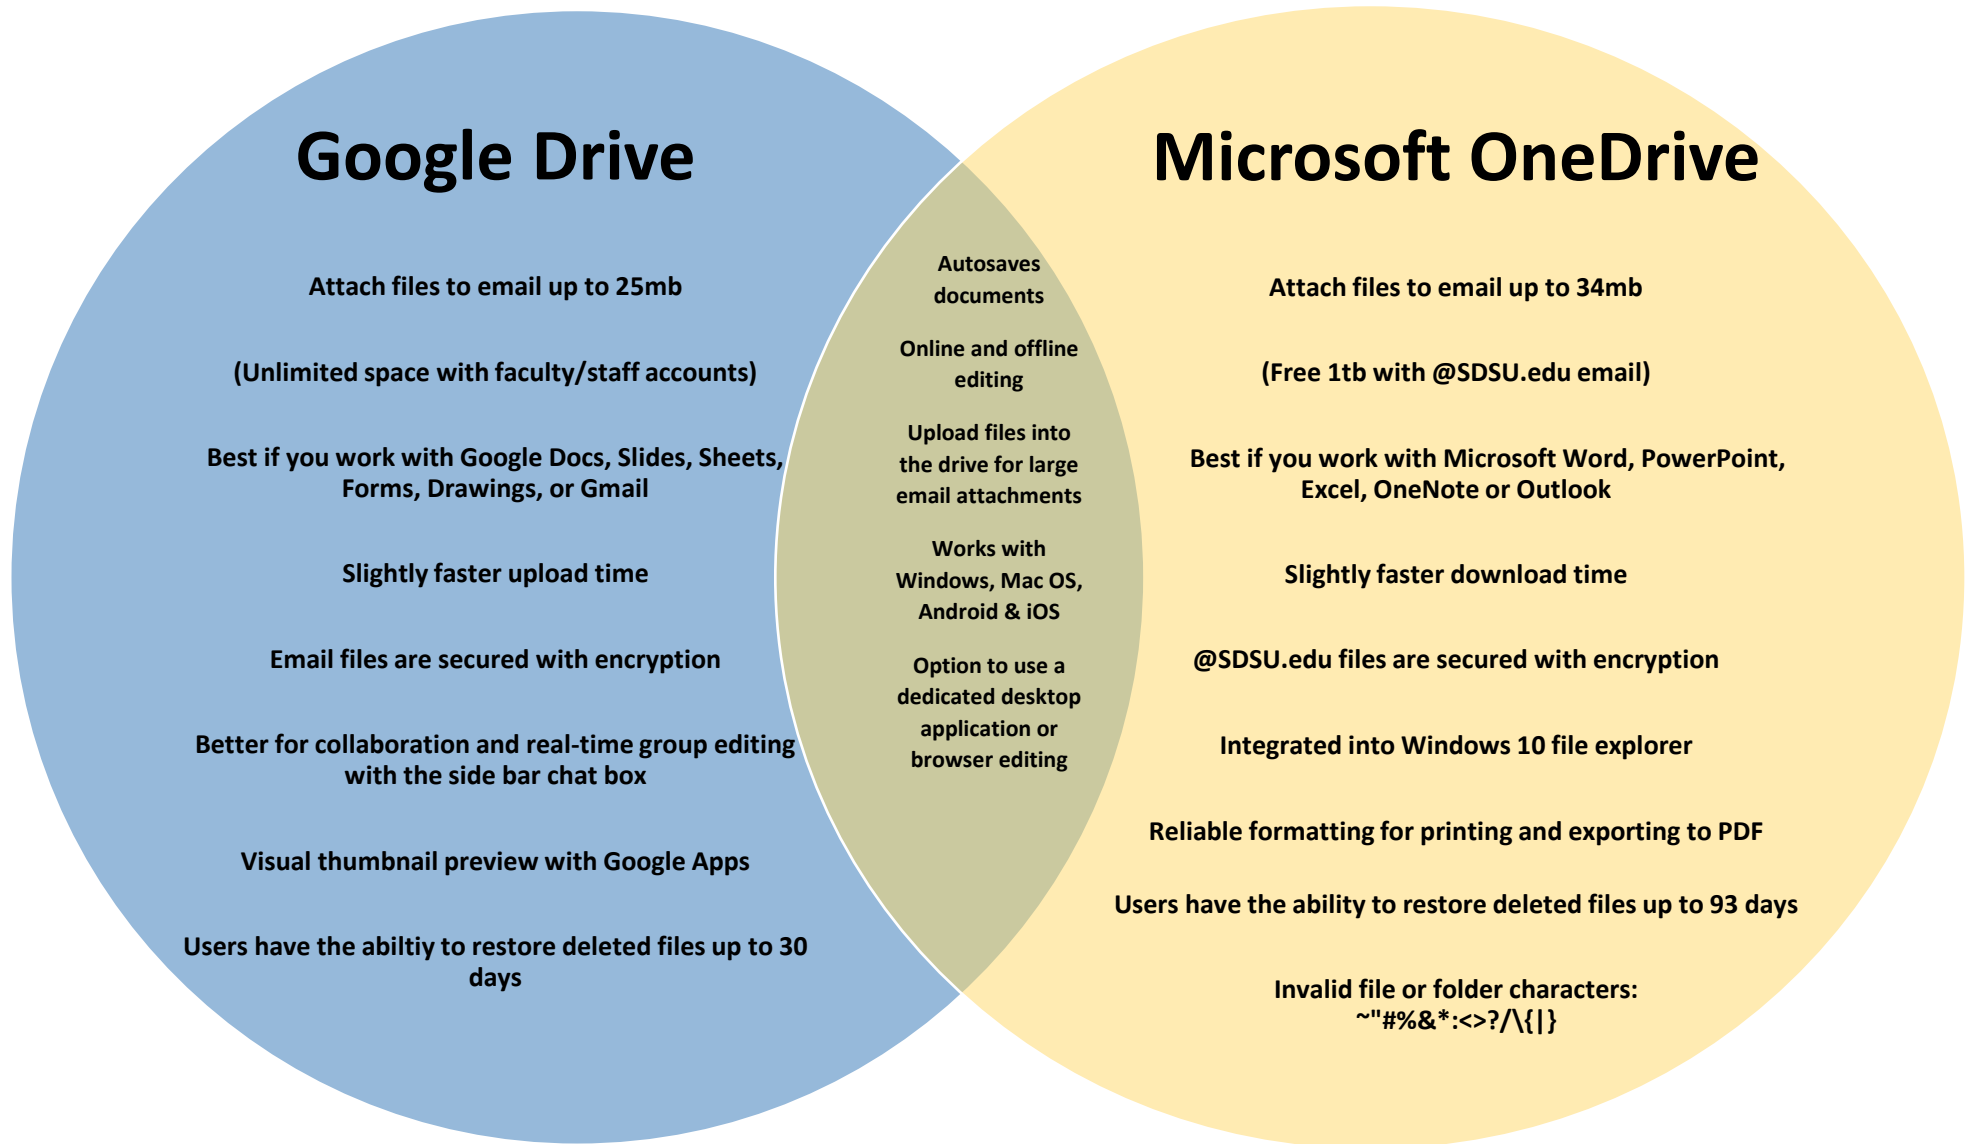 Google Drive
Attach files to email up to 25mb
(Unlimited space with faculty/staff accounts)
Best if you work with Google Docs, Slides, Sheets,
Forms, Drawings, or Gmail
Slightly faster upload time
Email files are secured with encryption
Better for collaboration and real-time group editing
with the side bar chat box
Visual thumbnail preview with Google Apps
Users have the abiltiy to restore deleted files up to 30
days
Autosaves
documents
Online and offline
editing
Upload files into
the drive for large
email attachments
Works with
Windows, Mac OS,
Android & iOS
Option to use a
dedicated desktop
application or
browser editing
Microsoft OneDrive
Attach files to email up to 34mb
(Free 1tb with @SDSU.edu email)
Best if you work with Microsoft Word, PowerPoint,
Excel, OneNote or Outlook
Slightly faster download time
@SDSU.edu files are secured with encryption
Integrated into Windows 10 file explorer
Reliable formatting for printing and exporting to PDF
Users have the ability to restore deleted files up to 93 days
Invalid file or folder characters:
~"#%&*:<>?/\{|}